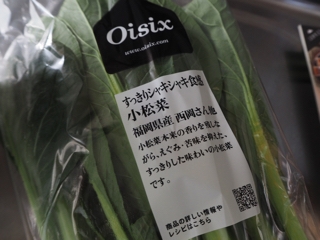 Oisix
www.oisix.com
すっきりシャキシャキ食感
小松菜
福岡県産 西岡さん他
小松菜本来の香りを残しな
がら、えぐみ・苦味を抑えた、
すっきりした味わいの小松菜
です。
商品の詳しい情報や
レシピはこちら